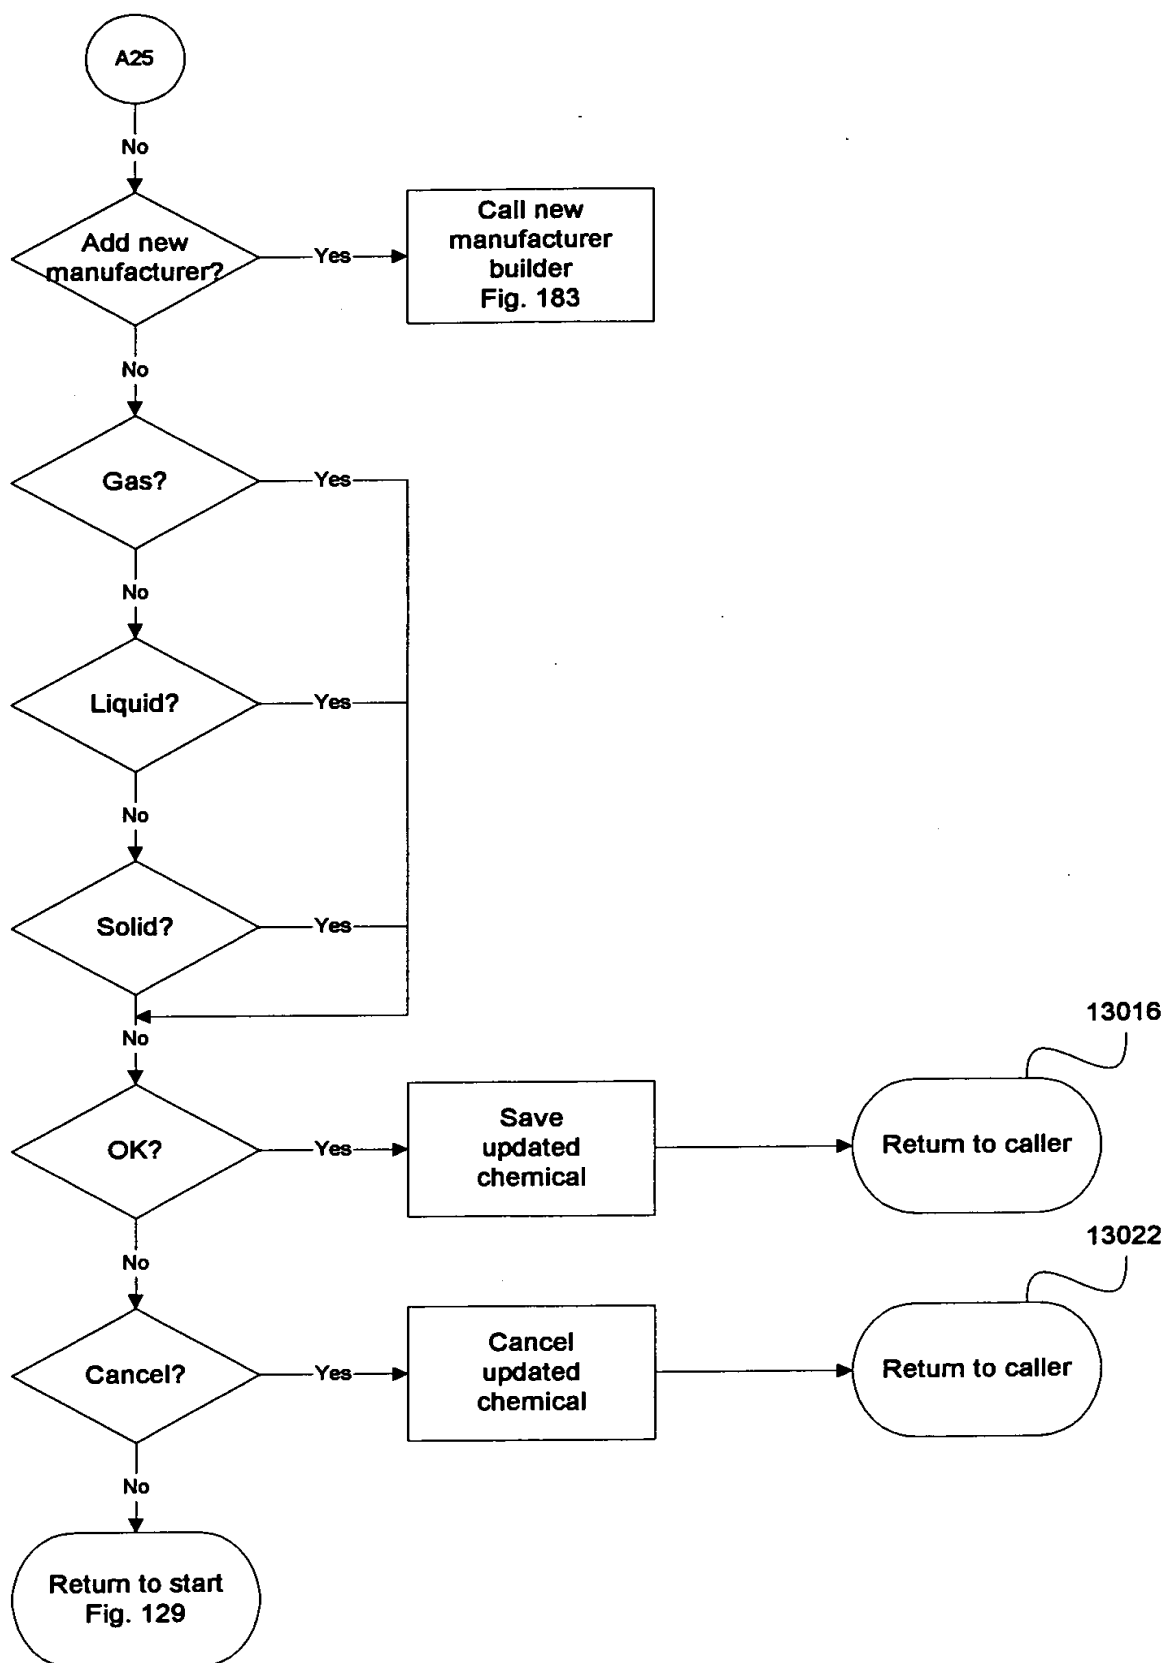 A25
No
Add new
manufacturer?
Yes
Call new
manufacturer
builder
Fig. 183
No
Gas?
Yes
No
Liquid?
Yes
No
Solid?
Yes
No
13016
OK?
Yes
Save
updated
chemical
Return to caller
No
13022
Cancel?
Yes
Cancel
updated
chemical
Return to caller
No
Return to start
Fig. 129